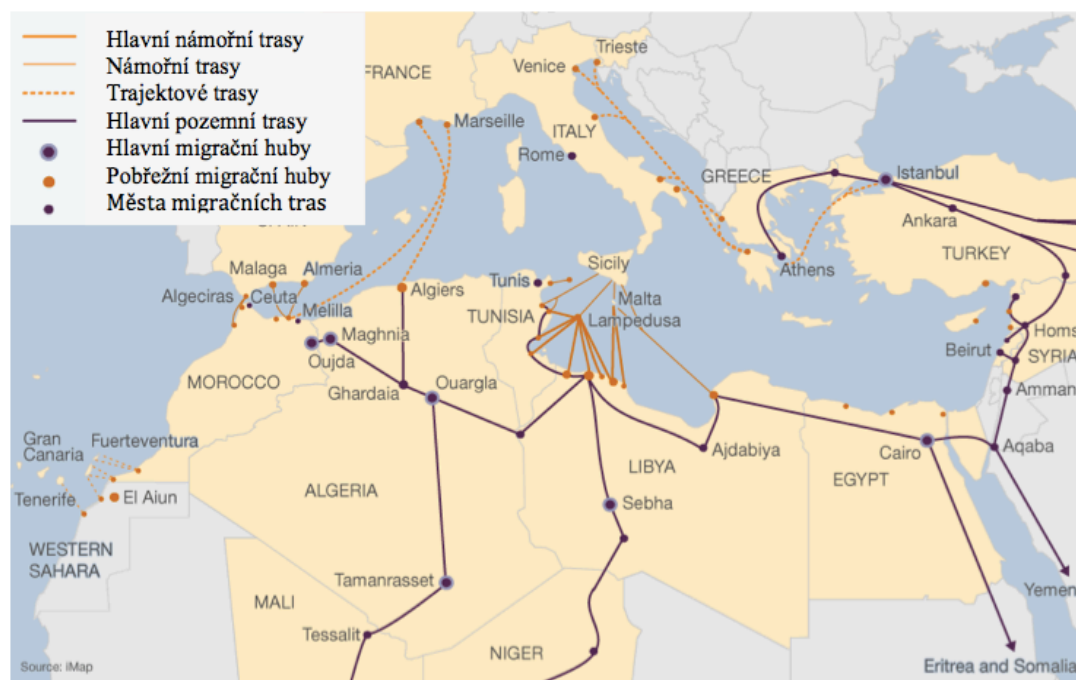 Hlavní námořní trasy
Námořní trasy
Trajektové trasy
Hlavní pozemní trasy
Hlavní migrační huby
Pobřežní migrační huby
Města migračních tras
FRANCE
Trieste
Venice
Marseille
ITALY
Rome
GREECE
Istanbul
Ankara
TURKEY
Athens
Sicily
Malaga
Almeria
Algeciras
Ceuta
Melilla
Algiers
Tunis
Malta
TUNISIA
Lampedusa
Maghnia
Oujda
Homs
Beirut
SYRIA
MOROCCO
Ghardaia
Ouargla
Amman
Gran
Canaria
Fuerteventura
Ajdabiya
Cairo
Aqaba
LIBYA
EGYPT
ALGERIA
Tenerife
El Aiun
Sebha
WESTERN
SAHARA
Tamanrasset
Yemen
MALI
Tessalit
NIGER
Source: iMap
Eritrea and Somalia